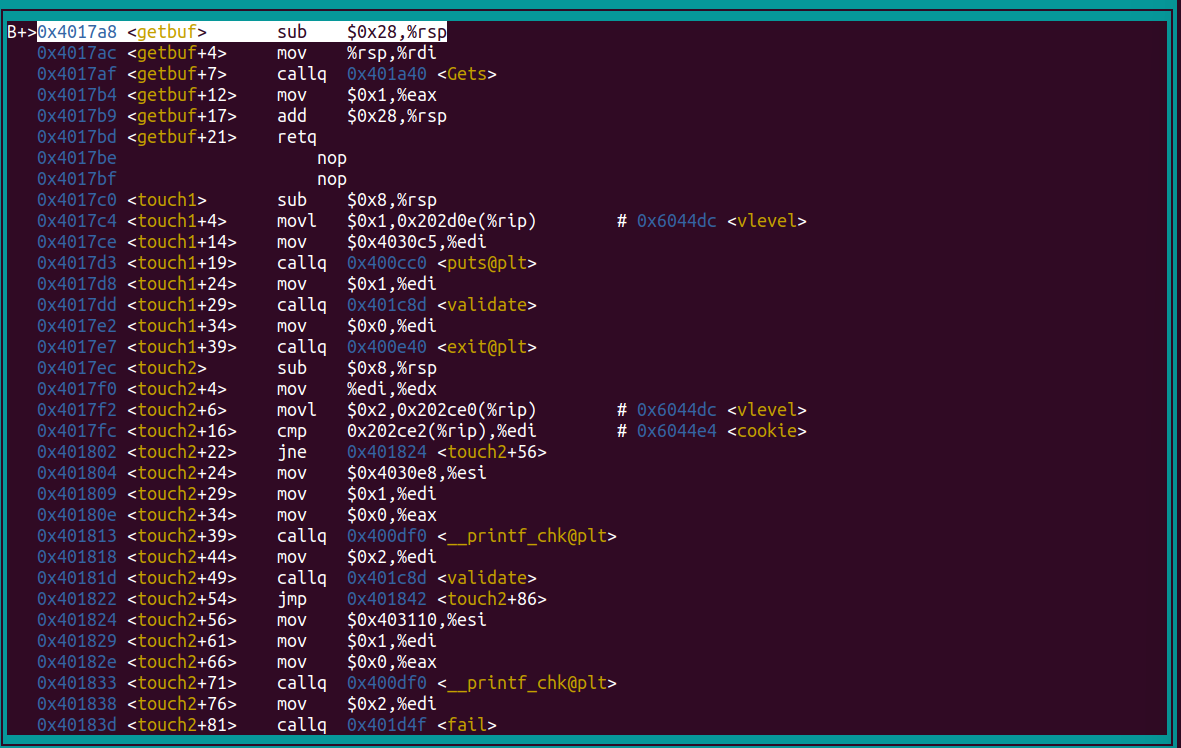 B+>0x4017a8 <getbuf>       sub    $0x28,%rsp
   0x4017ac <getbuf+4>     mov    %rsp,%rdi
   0x4017af <getbuf+7>     callq  0x401a40 <Gets>
   0x4017b4 <getbuf+12>    mov    $0x1,%eax
   0x4017b9 <getbuf+17>    add    $0x28,%rsp
   0x4017bd <getbuf+21>    retq
   0x4017be                    nop
   0x4017bf                    nop
   0x4017c0 <touch1>       sub    $0x8,%rsp
   0x4017c4 <touch1+4>     movl   $0x1,0x202d0e(%rip)        # 0x6044dc <vlevel>
   0x4017ce <touch1+14>    mov    $0x4030c5,%edi
   0x4017d3 <touch1+19>    callq  0x400cc0 <puts@plt>
   0x4017d8 <touch1+24>    mov    $0x1,%edi
   0x4017dd <touch1+29>    callq  0x401c8d <validate>
   0x4017e2 <touch1+34>    mov    $0x0,%edi
   0x4017e7 <touch1+39>    callq  0x400e40 <exit@plt>
   0x4017ec <touch2>       sub    $0x8,%rsp
   0x4017f0 <touch2+4>     mov    %edi,%edx
   0x4017f2 <touch2+6>     movl   $0x2,0x202ce0(%rip)        # 0x6044dc <vlevel>
   0x4017fc <touch2+16>    cmp    0x202ce2(%rip),%edi        # 0x6044e4 <cookie>
   0x401802 <touch2+22>    jne    0x401824 <touch2+56>
   0x401804 <touch2+24>    mov    $0x4030e8,%esi
   0x401809 <touch2+29>    mov    $0x1,%edi
   0x40180e <touch2+34>    mov    $0x0,%eax
   0x401813 <touch2+39>    callq  0x400df0 <__printf_chk@plt>
   0x401818 <touch2+44>    mov    $0x2,%edi
   0x40181d <touch2+49>    callq  0x401c8d <validate>
   0x401822 <touch2+54>    jmp    0x401842 <touch2+86>
   0x401824 <touch2+56>    mov    $0x403110,%esi
   0x401829 <touch2+61>    mov    $0x1,%edi
   0x40182e <touch2+66>    mov    $0x0,%eax
   0x401833 <touch2+71>    callq  0x400df0 <__printf_chk@plt>
   0x401838 <touch2+76>    mov    $0x2,%edi
   0x40183d <touch2+81>    callq  0x401d4f <fail>